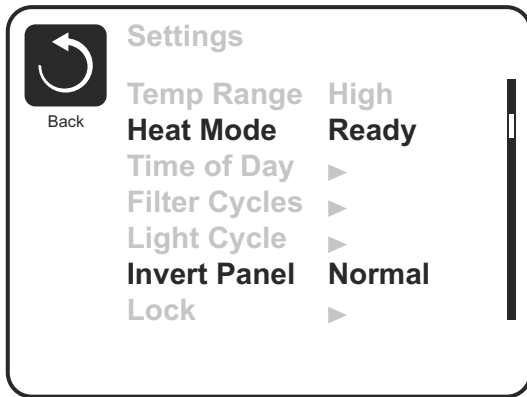 Settings
Back
Temp Range High
Heat Mode Ready
Time of Day
Filter Cycles
Light Cycle
Invert Panel Normal
Lock